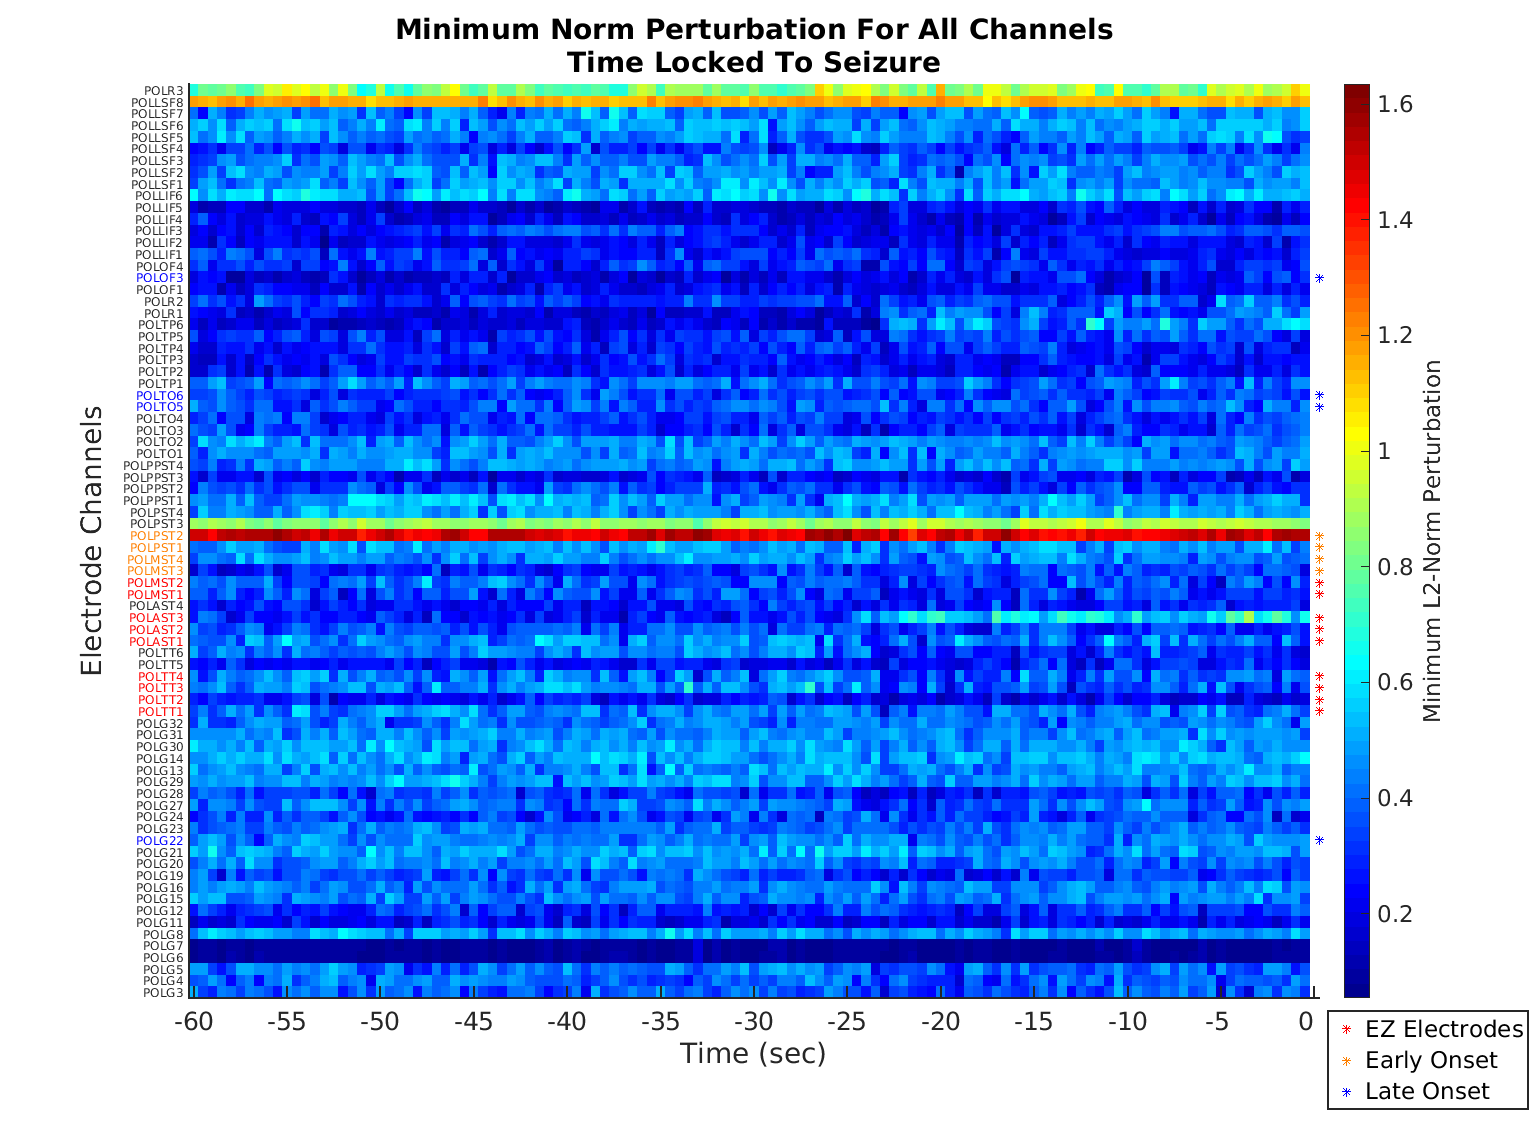 Minimum Norm Perturbation For All Channels
Time Locked To Seizure
Electrode Channels
POLR3
POLLSF8
POLLSF7
POLLSF6
POLLSF5
POLLSF4
POLLSF3
POLLSF2
POLLSF1
POLLIF6
POLLIF5
POLLIF4
POLLIF3
POLLIF2
POLLIF1
POLOF4
POLOF3
POLOF1
POLR2
POLR1
POLTP6
POLTP5
POLTP4
POLTP3
POLTP2
POLTP1
POLTO6
POLTO5
POLTO4
POLTO3
POLTO2
POLTO1
POLPPST4
POLPPST3
POLPPST2
POLPPST1
POLPST4
POLPST3
POLPST2
POLPST1
POLMST4
POLMST3
POLMST2
POLMST1
POLAST4
POLAST3
POLAST2
POLAST1
POLTT6
POLTT5
POLTT4
POLTT3
POLTT2
POLTT1
POLG32
POLG31
POLG30
POLG14
POLG13
POLG29
POLG28
POLG27
POLG24
POLG23
POLG22
POLG21
POLG20
POLG19
POLG16
POLG15
POLG12
POLG11
POLG8
POLG7
POLG6
POLG5
POLG4
POLG3
-60 -55 -50 -45 -40 -35 -30 -25 -20 -15 -10 -5 0
Time (sec)
1.6
1.4
1.2
1
0.8
0.6
0.4
0.2
Minimum L2-Norm Perturbation
EZ Electrodes
Early Onset
Late Onset